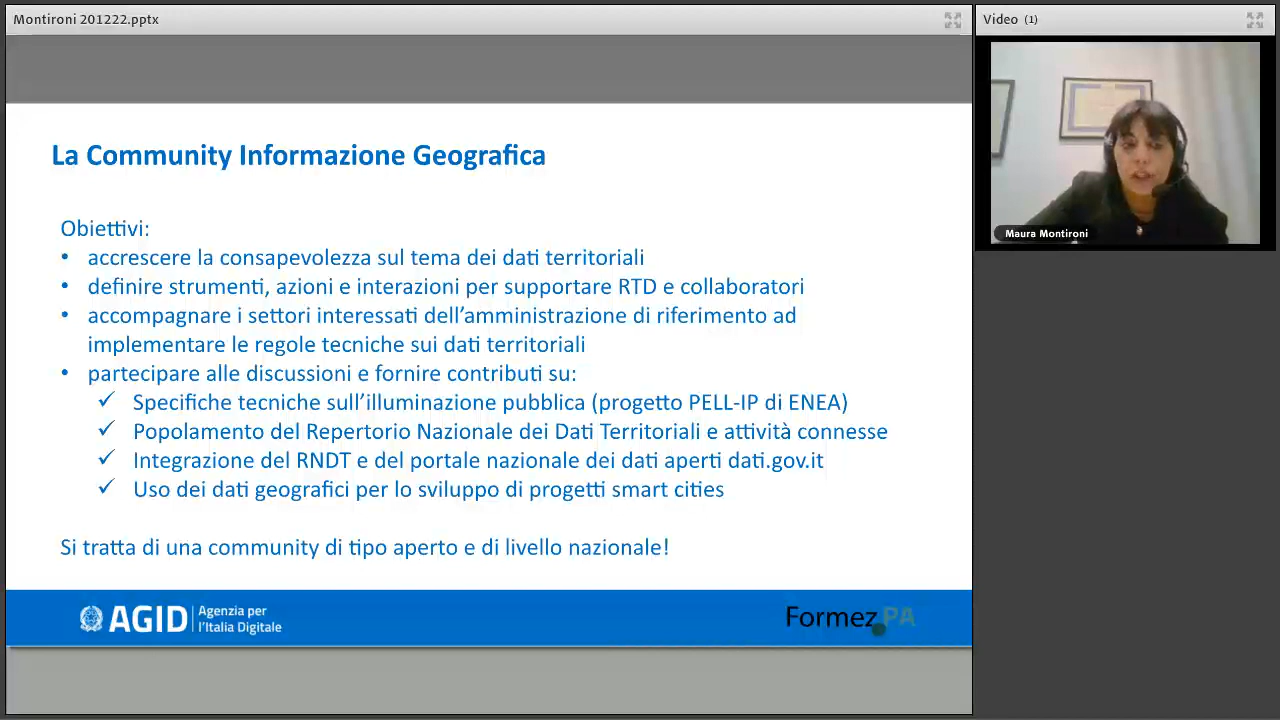 Montironi 201222.pptx
Video (1)
Maura Montironi
La Community Informazione Geografica
Obiettivi:
• accrescere la consapevolezza sul tema dei dati territoriali
• definire strumenti, azioni e interazioni per supportare RTD e collaboratori
• accompagnare i settori interessati dell’amministrazione di riferimento ad
implementare le regole tecniche sui dati territoriali
• partecipare alle discussioni e fornire contributi su:
✓ Specifiche tecniche sull’illuminazione pubblica (progetto PELL-IP di ENEA)
✓ Popolamento del Repertorio Nazionale dei Dati Territoriali e attività connesse
✓ Integrazione del RNDT e del portale nazionale dei dati aperti dati.gov.it
✓ Uso dei dati geografici per lo sviluppo di progetti smart cities
Si tratta di una community di tipo aperto e di livello nazionale!
AGID
Agenzia per
l’Italia Digitale
Formez PA